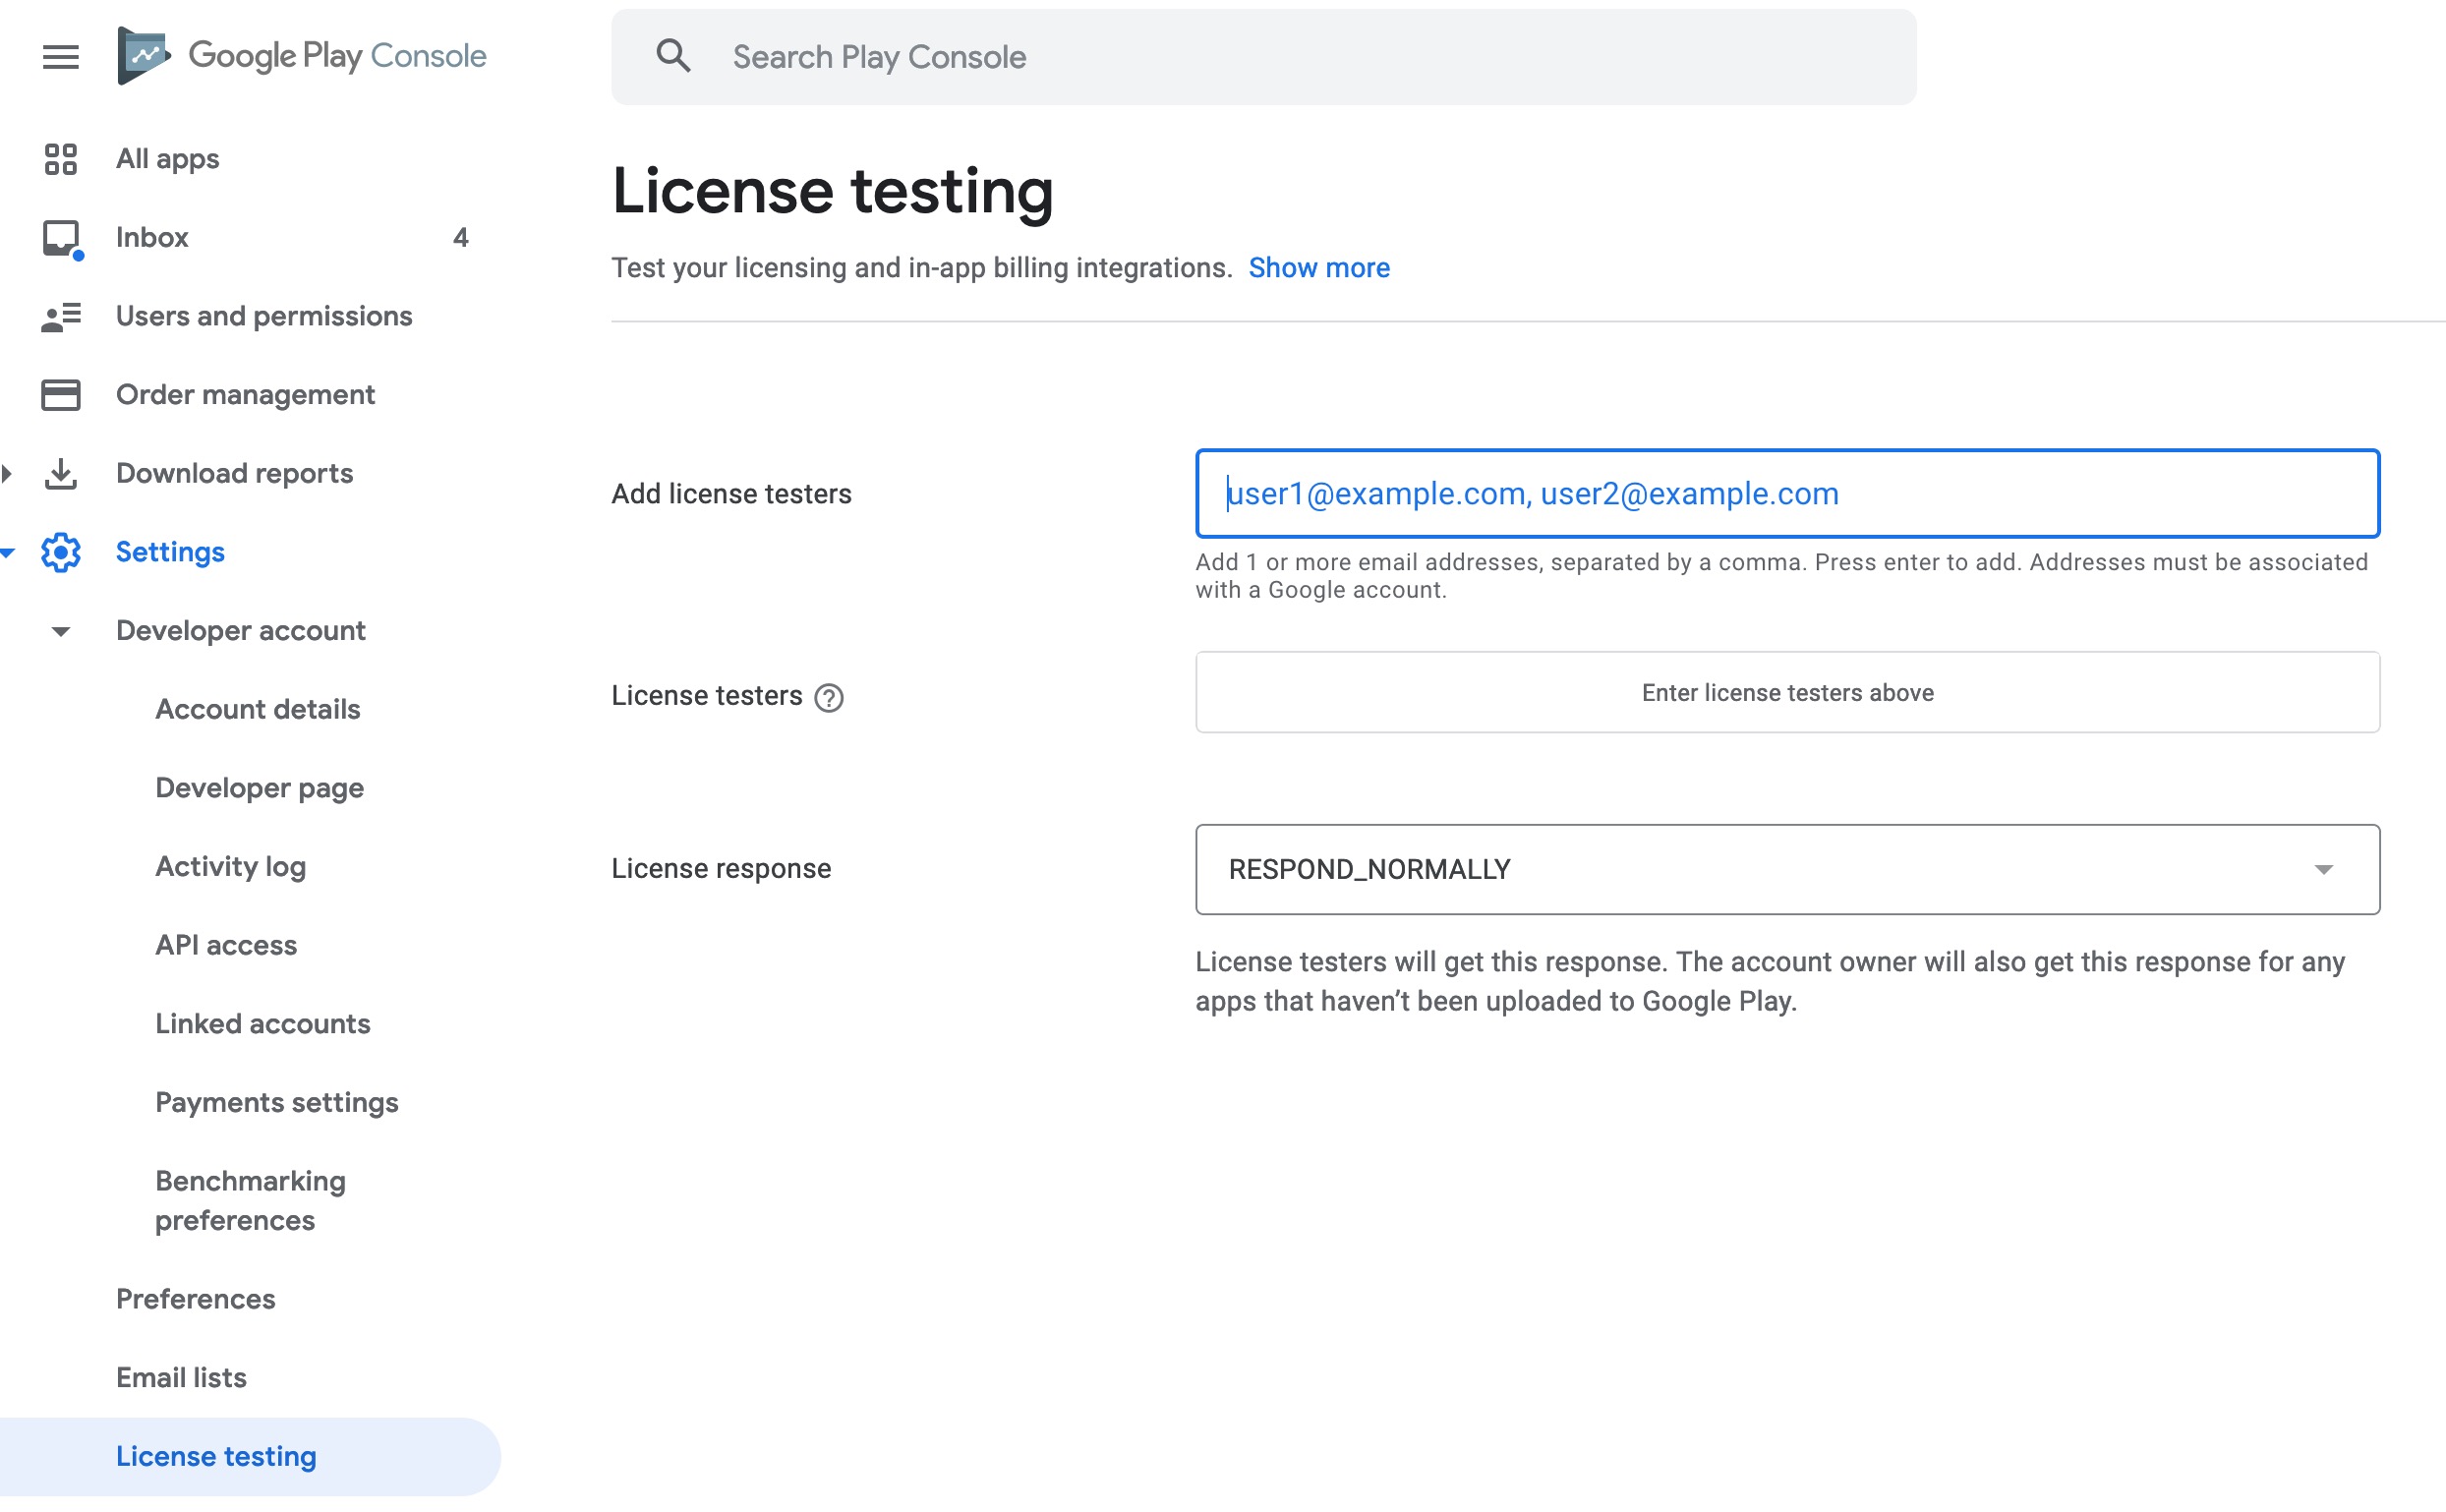 Google Play Console
Search Play Console
All apps
Inbox 4
Users and permissions
Order management
Download reports
Settings
Developer account
Account details
Developer page
Activity log
API access
Linked accounts
Payments settings
Benchmarking
preferences
Preferences
Email lists
License testing
License testing
Test your licensing and in-app billing integrations. Show more
Add license testers
user1@example.com, user2@example.com
Add 1 or more email addresses, separated by a comma. Press enter to add. Addresses must be associated
with a Google account.
License testers
Enter license testers above
License response
RESPOND_NORMALLY
License testers will get this response. The account owner will also get this response for any
apps that haven’t been uploaded to Google Play.